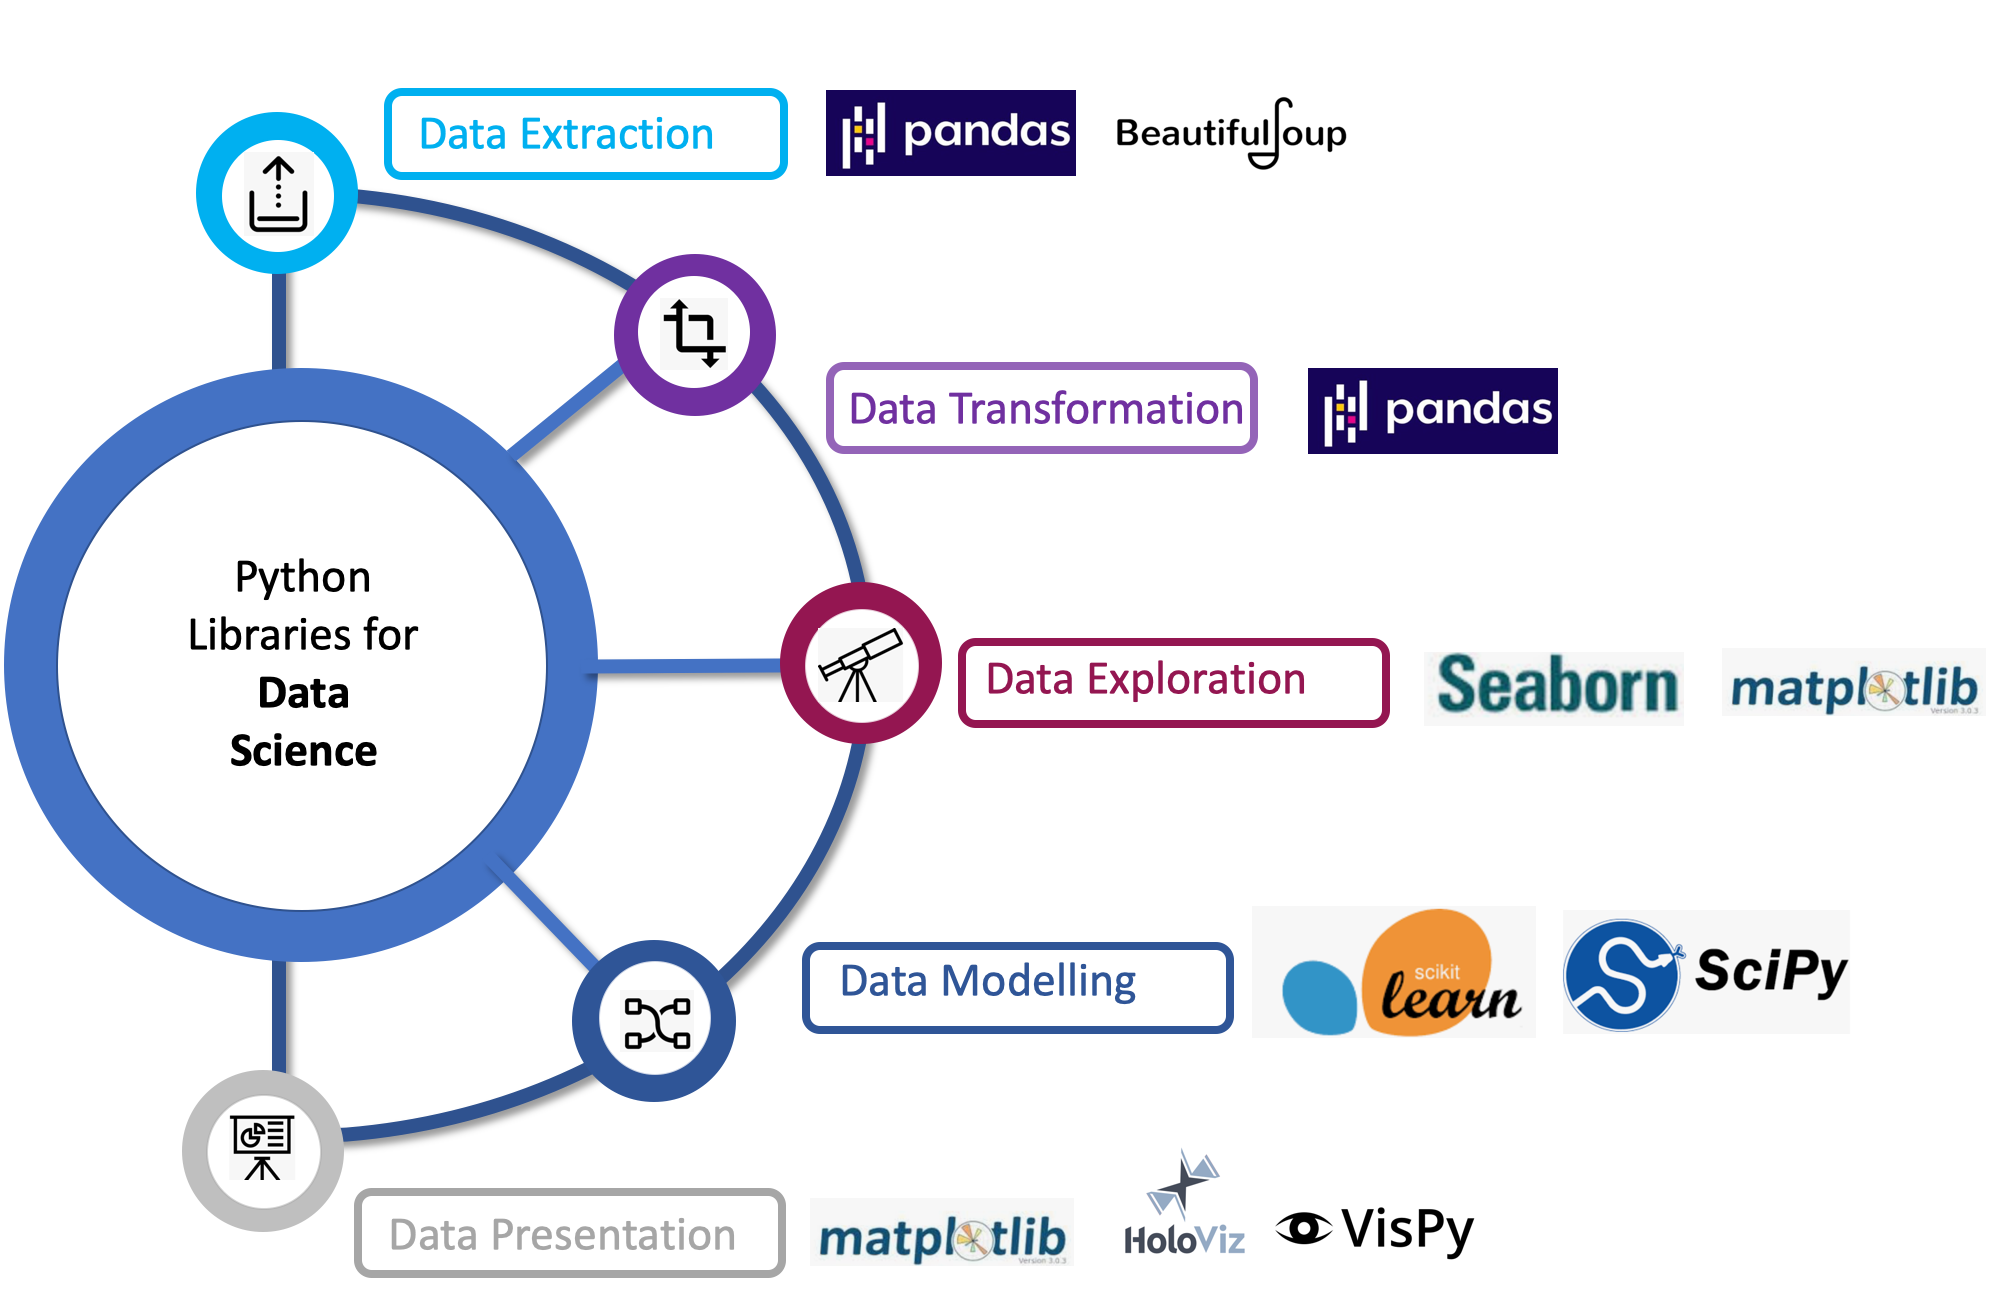 Data Extraction
pandas
BeautifulSoup
Data Transformation
pandas
Python
Libraries for
Data
Science
Data Exploration
Seaborn
matplotlib
Version 3.0.3
Data Modelling
scikit
learn
SciPy
Data Presentation
matplotlib
Version 3.0.3
HoloViz
VisPy